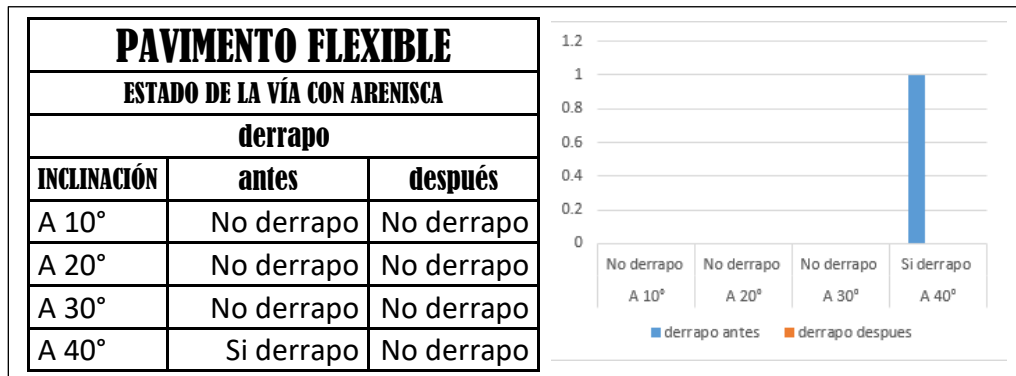 PAVIMENTO FLEXIBLE
ESTADO DE LA VÍA CON ARENISCA
derrapo
INCLINACIÓN antes después
A 10° No derrapo No derrapo
A 20° No derrapo No derrapo
A 30° No derrapo No derrapo
A 40° Si derrapo No derrapo
1.2
1
0.8
0.6
0.4
0.2
0
No derrapo No derrapo No derrapo Si derrapo
A 10° A 20° A 30° A 40°
derrapo antes derrapo despues